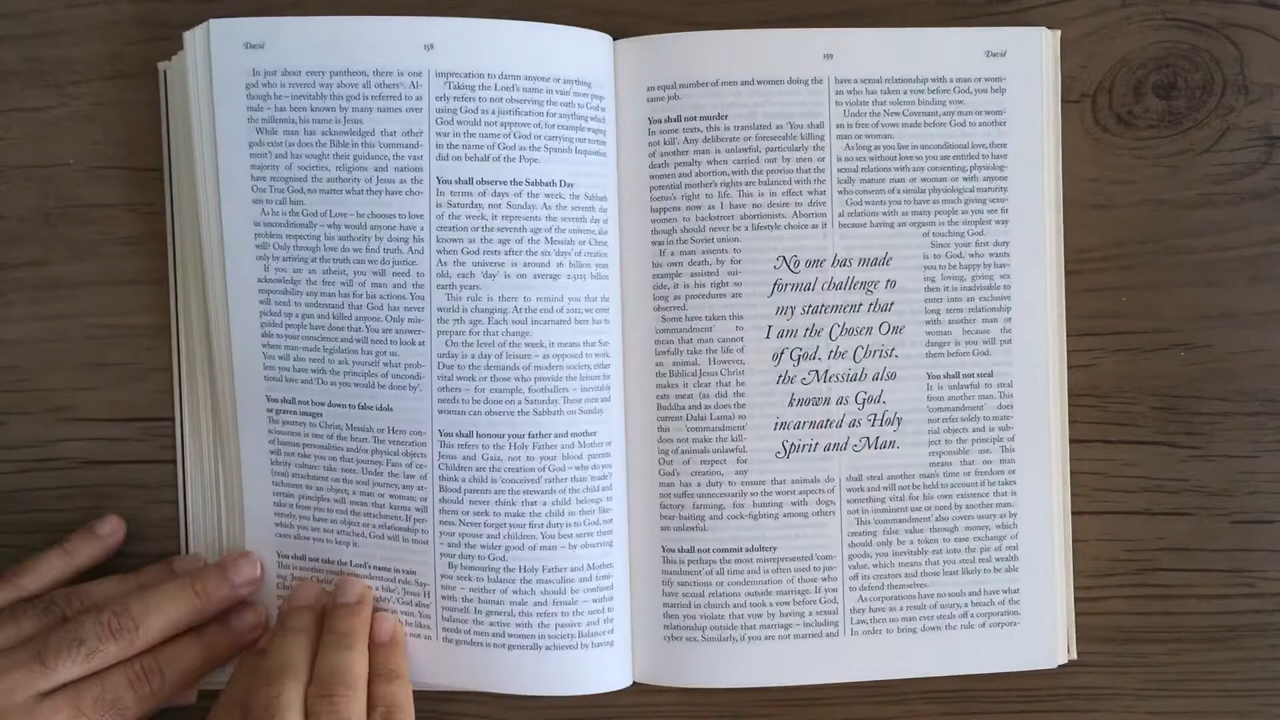 David
158
In just about every pantheon, there is one
god who is revered way above all others⁶. Al-
though he – inevitably this god is referred to as
male – has been known by many names over
the millennia, his name is Jesus.
While man has acknowledged that other
gods exist (as does the Bible in this 'command-
ment') and has sought their guidance, the vast
majority of societies, religions and nations
have recognised the authority of Jesus as the
One True God, no matter what they have cho-
sen to call him.
As he is the God of Love – he chooses to love
us unconditionally – why would anyone have a
problem respecting his authority by doing his
will? Only through love do we find truth. And
only by arriving at the truth can we do justice.
If you are an atheist, you will need to
acknowledge the free will of man and the
responsibility any man has for his actions. You
will need to understand that God has never
picked up a gun and killed anyone. Only mis-
guided people have done that. You are answer-
able to your conscience and will need to look at
where man-made legislation has got us.
You will also need to ask yourself what prob-
lem you have with the principles of uncondi-
tional love and 'Do as you would be done by'.
You shall not bow down to false idols
or graven images
The journey to Christ, Messiah or Hero con-
sciousness is one of the heart. The veneration
of human personalities and/or physical objects
will not take you on that journey. Fans of ce-
lebrity culture: take note. Under the law of
(non) attachment on the soul journey, any at-
tachment to an object, a man or woman; or
certain principles will mean that karma will
take it from you to end the attachment. If per-
versely, you have an object or a relationship to
which you are not attached, God will in most
cases allow you to keep it.
You shall not take the Lord's name in vain
This is another much misunderstood rule. Say-
ing, 'Jesus Christ' a bike', 'Jesus H
'God alive'
in vain. You
he likes.
not an
imprecation to damn anyone or anything.
'Taking the Lord's name in vain' more prop-
erly refers to not observing the oath to God or
using God as a justification for anything which
God would not approve of, for example waging
war in the name of God or carrying out torture
in the name of God as the Spanish Inquisition
did on behalf of the Pope.
You shall observe the Sabbath Day
In terms of days of the week, the Sabbath
is Saturday, not Sunday. As the seventh day
of the week, it represents the seventh day of
creation or the seventh age of the universe, also
known as the age of the Messiah or Christ,
when God rests after the six 'days' of creation.
As the universe is around 16 billion years
old, each 'day' is on average billion
earth years.
This rule is there to remind you that the
world is changing. At the end of 2012, we enter
the 7th age. Each soul incarnated here has to
prepare for that change.
On the level of the week, it means that Sat-
urday is a day of leisure – as opposed to work.
Due to the demands of modern society, either
vital work or those who provide the leisure for
others – for example, footballers – inevitably
needs to be done on a Saturday. These men and
woman can observe the Sabbath on Sunday.
You shall honour your father and mother
This refers to the Holy Father and Mother or
Jesus and Gaia, not to your blood parents.
Children are the creation of God – why do you
think a child is 'conceived' rather than 'made'?
Blood parents are the stewards of the child and
should never think that a child belongs to
them or seek to make the child in their like-
ness. Never forget your first duty is to God, not
your spouse and children. You best serve them
– and the wider good of man – by observing
your duty to God.
By honouring the Holy Father and Mother,
you seek to balance the masculine and femi-
nine – neither of which should be confused
with the human male and female – within
yourself. In general, this refers to the need to
balance the active with the passive and the
needs of men and women in society. Balance of
the genders is not generally achieved by having
159
David
an equal number of men and women doing the
same job.
You shall not murder
In some texts, this is translated as 'You shall
not kill'. Any deliberate or foreseeable killing
of another man is unlawful, particularly the
death penalty when carried out by men or
women and abortion, with the proviso that the
potential mother's rights are balanced with the
foetus's right to life. This is in effect what
happens now as I have no desire to drive
women to backstreet abortionists. Abortion
though should never be a lifestyle choice as it
was in the Soviet union.
If a man assents to
his own death, by for
example assisted sui-
cide, it is his right so
long as procedures are
observed.
Some have taken this
'commandment' to
mean that man cannot
lawfully take the life of
an animal. However,
the Biblical Jesus Christ
makes it clear that he
eats meat (as did the
Buddha and as does the
current Dalai Lama) so
this 'commandment'
does not make the kill-
ing of animals unlawful.
Out of respect for
God's creation, any
man has a duty to ensure that animals do
not suffer unnecessarily so the worst aspects of
factory farming, fox hunting with dogs,
bear-baiting and cock-fighting among others
are unlawful.
You shall not commit adultery
This is perhaps the most misrepresented 'com-
mandment' of all time and is often used to jus-
tify sanctions or condemnation of those who
have sexual relations outside marriage. If you
married in church and took a vow before God,
then you violate that vow by having a sexual
relationship outside that marriage – including
cyber sex. Similarly, if you are not married and
No one has made
formal challenge to
my statement that
I am the Chosen One
of God, the Christ,
the Messiah also
known as God,
incarnated as Holy
Spirit and Man.
have a sexual relationship with a man or wom-
an who has taken a vow before God, you help
to violate that solemn binding vow.
Under the New Covenant, any man or wom-
an is free of vows made before God to another
man or woman.
As long as you live in unconditional love, there
is no sex without love so you are entitled to have
sexual relations with any consenting, physiolog-
ically mature man or woman or with anyone
who consents of a similar physiological maturity.
God wants you to have as much giving sexu-
al relations with as many people as you see fit
because having an orgasm is the simplest way
of touching God.
Since your first duty
is to God, who wants
you to be happy by hav-
ing loving, giving sex
then it is inadvisable to
enter into an exclusive
long term relationship
with another man or
woman because the
danger is you will put
them before God.
You shall not steal
It is unlawful to steal
from another man. This
'commandment' does
not refer solely to mate-
rial objects and is sub-
ject to the principle of
responsible use. This
means that no man
shall steal another man's time or freedom or
work and will not be held to account if he takes
something vital for his own existence that is
not in imminent use or need by another man.
This 'commandment' also covers usury as by
creating false value through money, which
should only be a token to ease exchange of
goods, you inevitably eat into the pie of real
value, which means that you steal real wealth
off its creators and those least likely to be able
to defend themselves.
As corporations have no souls and have what
they have as a result of usury, a breach of the
Law, then no man ever steals off a corporation.
In order to bring down the rule of corpora-